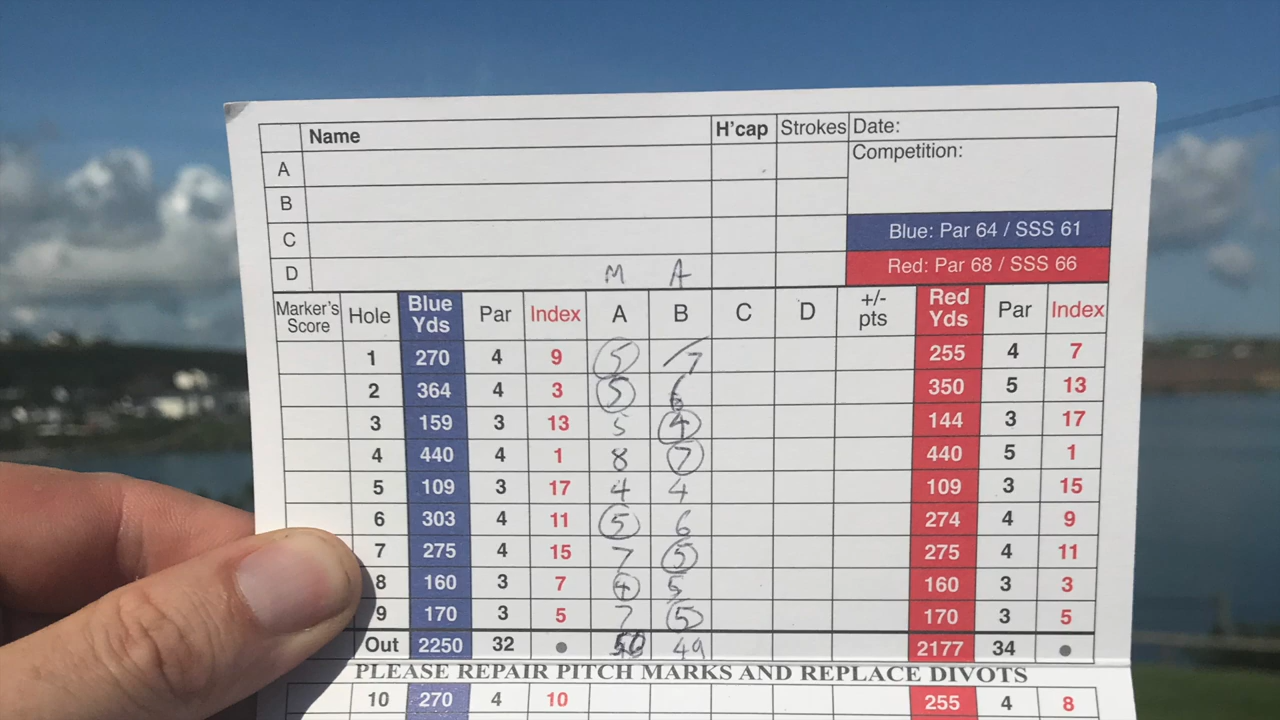 Name H'cap Strokes Date:
A Competition:
B
C Blue: Par 64 / SSS 61
D M A Red: Par 68 / SSS 66
Marker's Score Hole Blue Yds Par Index A B C D +/- pts Red Yds Par Index
1 270 4 9 5 7 255 4 7
2 364 4 3 5 6 350 5 13
3 159 3 13 5 4 144 3 17
4 440 4 1 8 7 440 5 1
5 109 3 17 4 4 109 3 15
6 303 4 11 5 6 274 4 9
7 275 4 15 7 5 275 4 11
8 160 3 7 4 5 160 3 3
9 170 3 5 7 5 170 3 5
Out 2250 32 • 50 49 2177 34 •
PLEASE REPAIR PITCH MARKS AND REPLACE DIVOTS
10 270 4 10 255 4 8